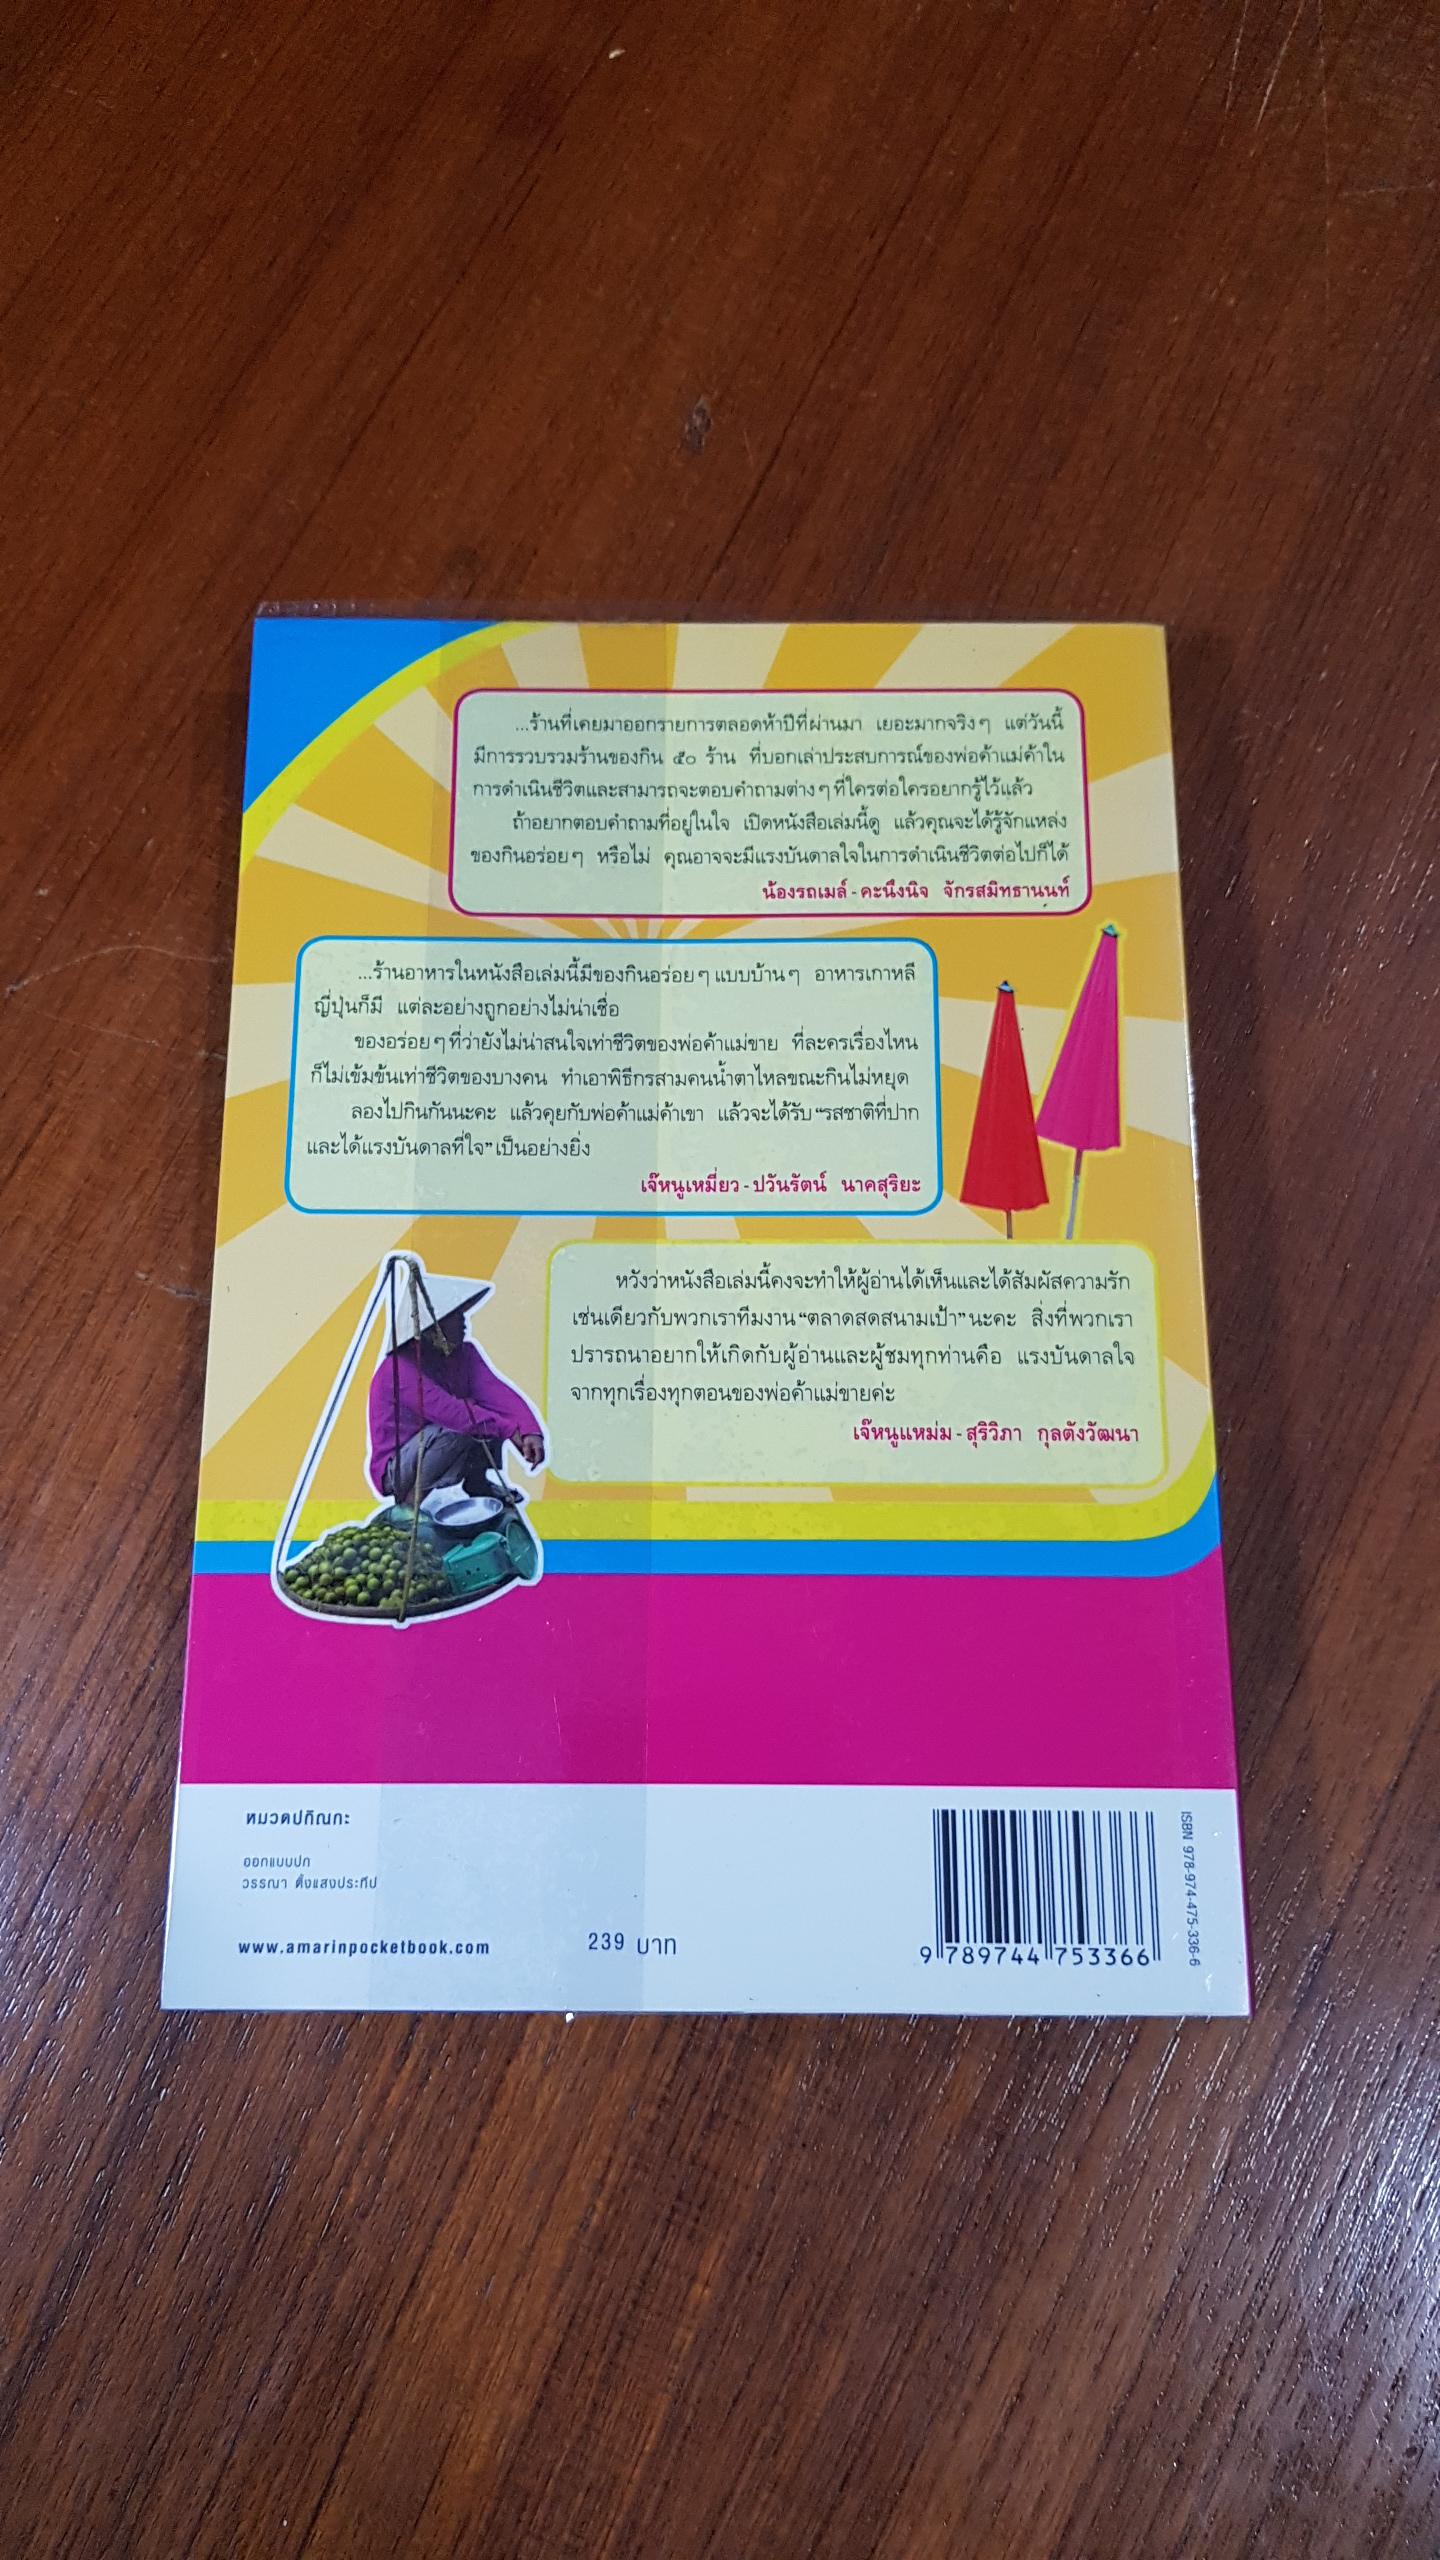 ...ร้านที่เคยมาออกรายการตลอดห้าปีที่ผ่านมา เยอะมากจริงๆ แต่วันนี้
มีการรวบรวมร้านของกิน ๕๐ ร้าน ที่บอกเล่าประสบการณ์ของพ่อค้าแม่ค้าใน
การดำเนินชีวิตและสามารถจะตอบคำถามต่างๆ ที่ใครต่อใครอยากรู้ไว้แล้ว
ถ้าอยากตอบคำถามที่อยู่ในใจ เปิดหนังสือเล่มนี้ดู แล้วคุณจะได้รู้จักแหล่ง
ของกินอร่อยๆ หรือไม่ คุณอาจจะมีแรงบันดาลใจในการดำเนินชีวิตต่อไปก็ได้
น้องรถเมล์ - คะนึงนิจ จักรสมิทธานนท์
...ร้านอาหารในหนังสือเล่มนี้มีของกินอร่อยๆ แบบบ้านๆ อาหารเกาหลี
ญี่ปุ่นก็มี แต่ละอย่างถูกอย่างไม่น่าเชื่อ
ของอร่อยๆ ที่ว่ายังไม่น่าสนใจเท่าชีวิตของพ่อค้าแม่ขาย ที่ละครเรื่องไหน
ก็ไม่เข้มข้นเท่าชีวิตของบางคน ทำเอาพิธีกรสามคนน้ำตาไหลขณะกินไม่หยุด
ลองไปกินกันนะคะ แล้วคุยกับพ่อค้าแม่ค้าเขา แล้วจะได้รับ “รสชาติที่ปาก
และได้แรงบันดาลที่ใจ” เป็นอย่างยิ่ง
เจ๊หนูเหมี่ยว - ปวันรัตน์ นาคสุริยะ
หวังว่าหนังสือเล่มนี้คงจะทำให้ผู้อ่านได้เห็นและได้สัมผัสความรัก
เช่นเดียวกับพวกเราทีมงาน “ตลาดสดสนามเป้า” นะคะ สิ่งที่พวกเรา
ปรารถนาอยากให้เกิดกับผู้อ่านและผู้ชมทุกท่านคือ แรงบันดาลใจ
จากทุกเรื่องทุกตอนของพ่อค้าแม่ขายค่ะ
เจ๊หนูแหม่ม - สุริวิภา กุลตังวัฒนา
หมวดปกิณกะ
ออกแบบปก
วรรณา ตั้งแสงประทีป
www.amarinpocketbook.com
239 บาท
9 789744 753366
ISBN 978-974-475-336-6